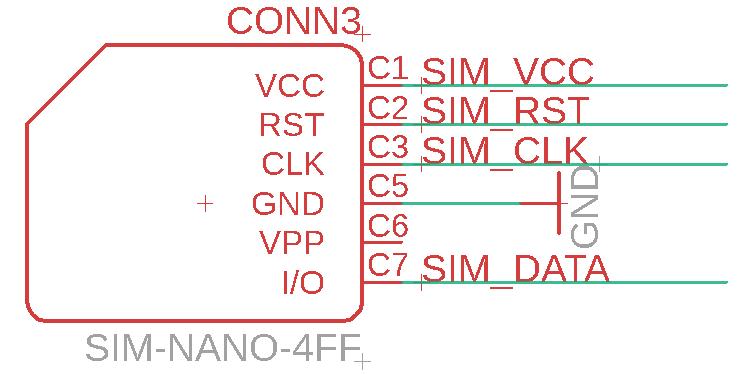 CONN3
VCC C1 SIM_VCC
RST C2 SIM_RST
CLK C3 SIM_CLK
GND C5 GND
VPP C6
I/O C7 SIM_DATA
SIM-NANO-4FF